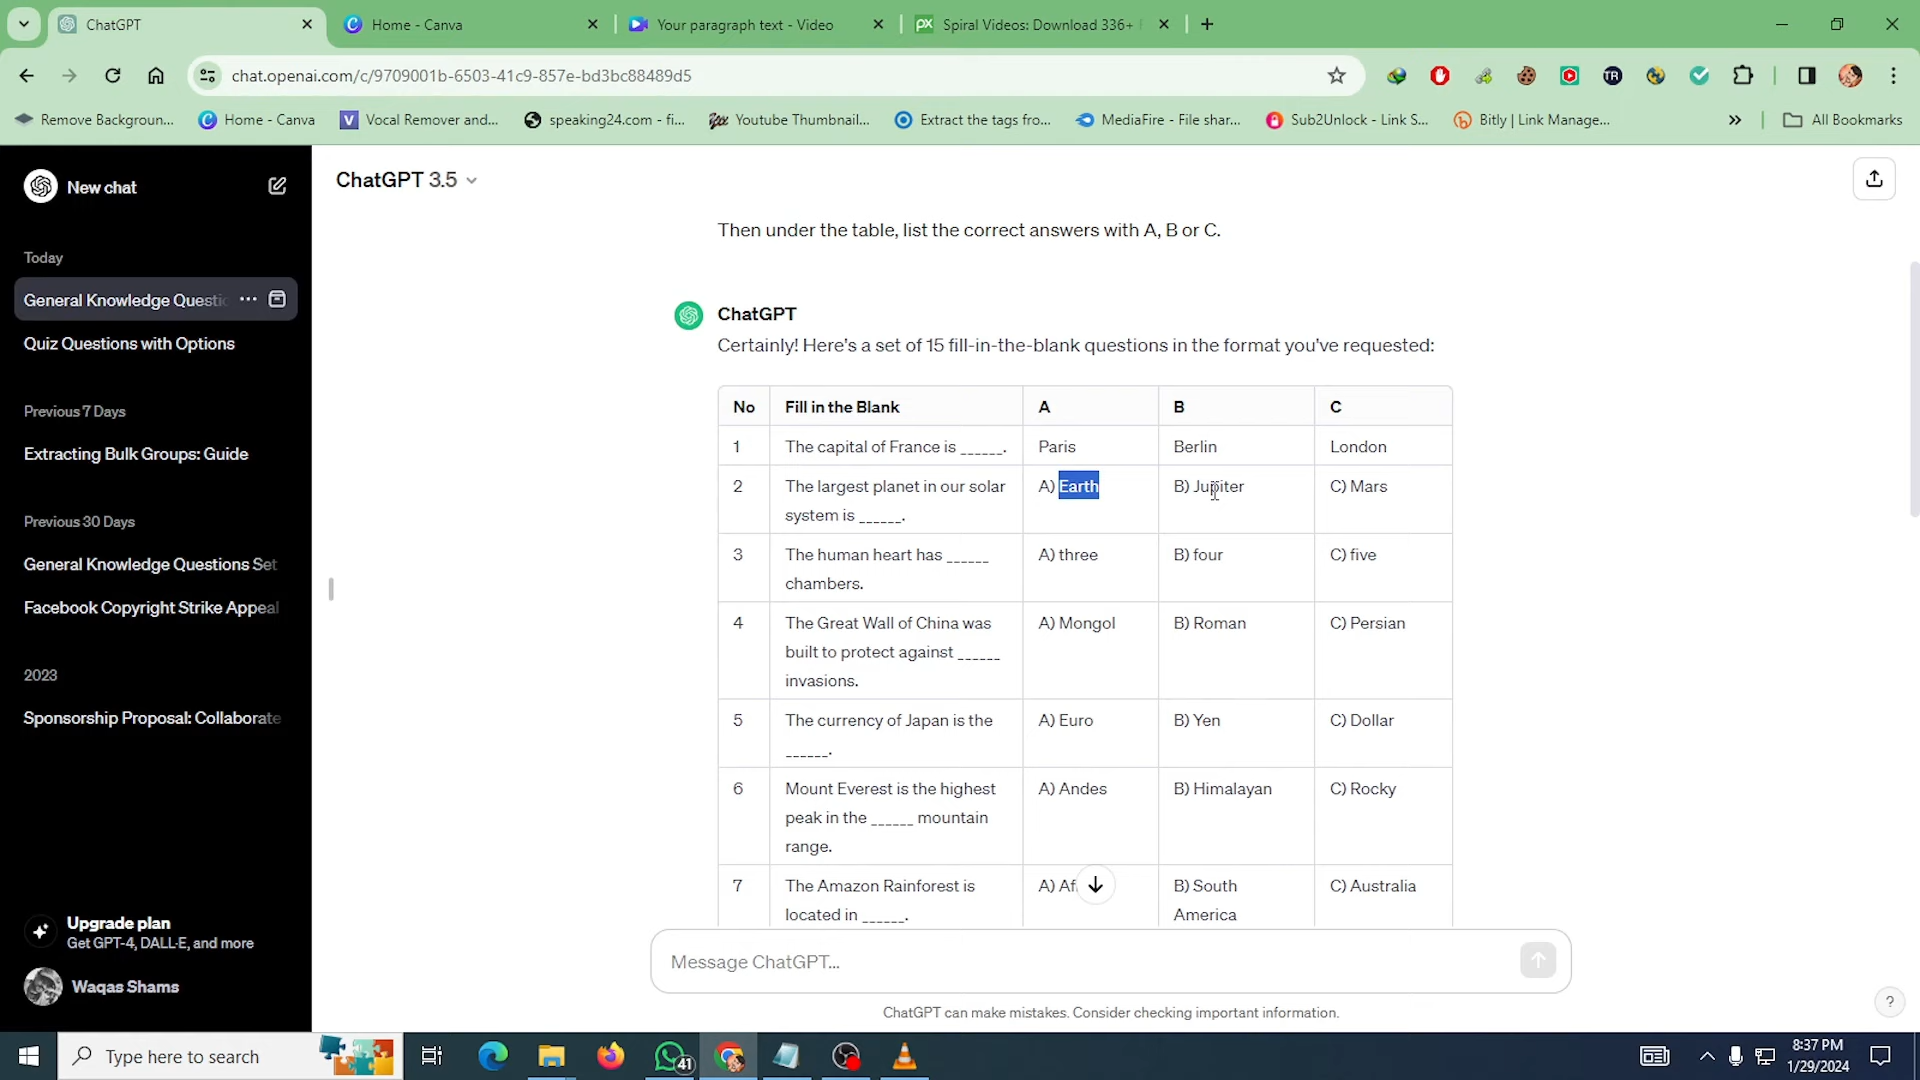 ChatGPT
Home - Canva
Your paragraph text - Video
Spiral Videos: Download 336+
chat.openai.com/c/9709001b-6503-41c9-857e-bd3bc88489d5
Remove Backgroun...
Home - Canva
Vocal Remover and...
speaking24.com - fi...
Youtube Thumbnail...
Extract the tags fro...
MediaFire - File shar...
Sub2Unlock - Link S...
Bitly | Link Manage...
All Bookmarks
New chat
Today
General Knowledge Questi
Quiz Questions with Options
Previous 7 Days
Extracting Bulk Groups: Guide
Previous 30 Days
General Knowledge Questions Set
Facebook Copyright Strike Appeal
2023
Sponsorship Proposal: Collaborate
Upgrade plan
Get GPT-4, DALL·E, and more
Waqas Shams
ChatGPT 3.5
Then under the table, list the correct answers with A, B or C.
ChatGPT
Certainly! Here's a set of 15 fill-in-the-blank questions in the format you've requested:
No Fill in the Blank A B C
1 The capital of France is ______. Paris Berlin London
2 The largest planet in our solar A) Earth B) Jupiter C) Mars
system is ______.
3 The human heart has ______ A) three B) four C) five
chambers.
4 The Great Wall of China was A) Mongol B) Roman C) Persian
built to protect against ______
invasions.
5 The currency of Japan is the A) Euro B) Yen C) Dollar
______.
6 Mount Everest is the highest A) Andes B) Himalayan C) Rocky
peak in the ______ mountain
range.
7 The Amazon Rainforest is A) Af B) South C) Australia
located in ______. America
Message ChatGPT...
ChatGPT can make mistakes. Consider checking important information.
?
Type here to search
41
8:37 PM
1/29/2024